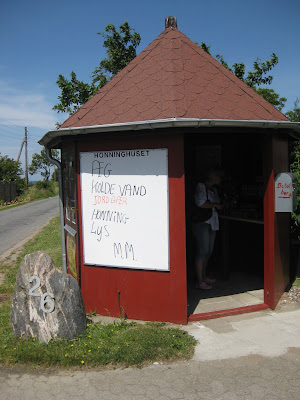 HONNINGHUSET
ÆG
KOLDE VAND
JORDBÆR
HONNING
Lys
M.M.
26